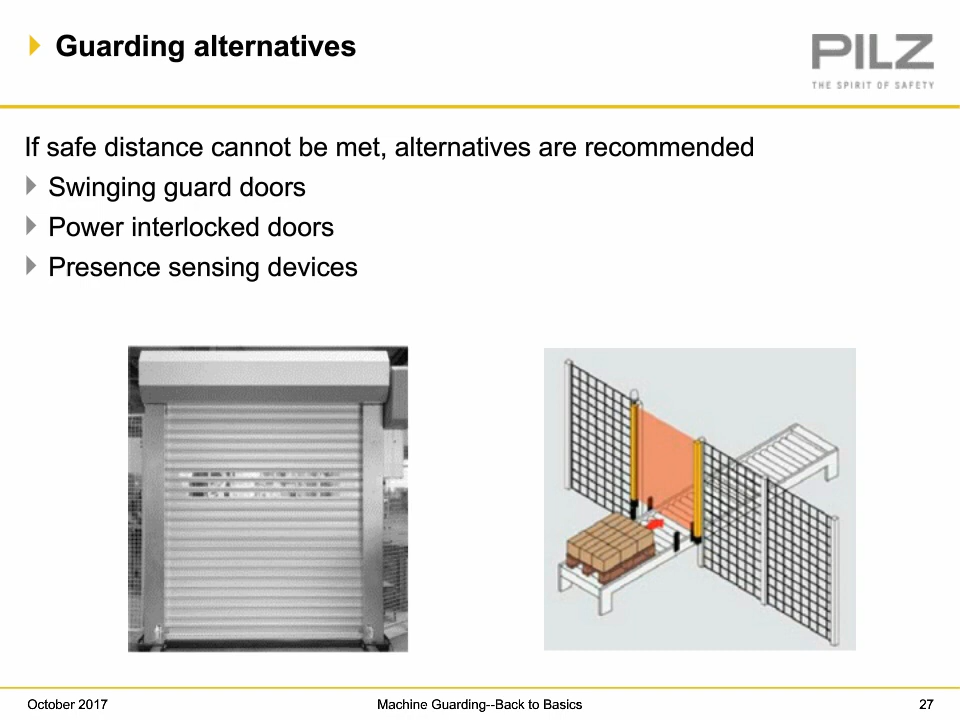 Guarding alternatives
PILZ
THE SPIRIT OF SAFETY
If safe distance cannot be met, alternatives are recommended
Swinging guard doors
Power interlocked doors
Presence sensing devices
October 2017
Machine Guarding--Back to Basics
27